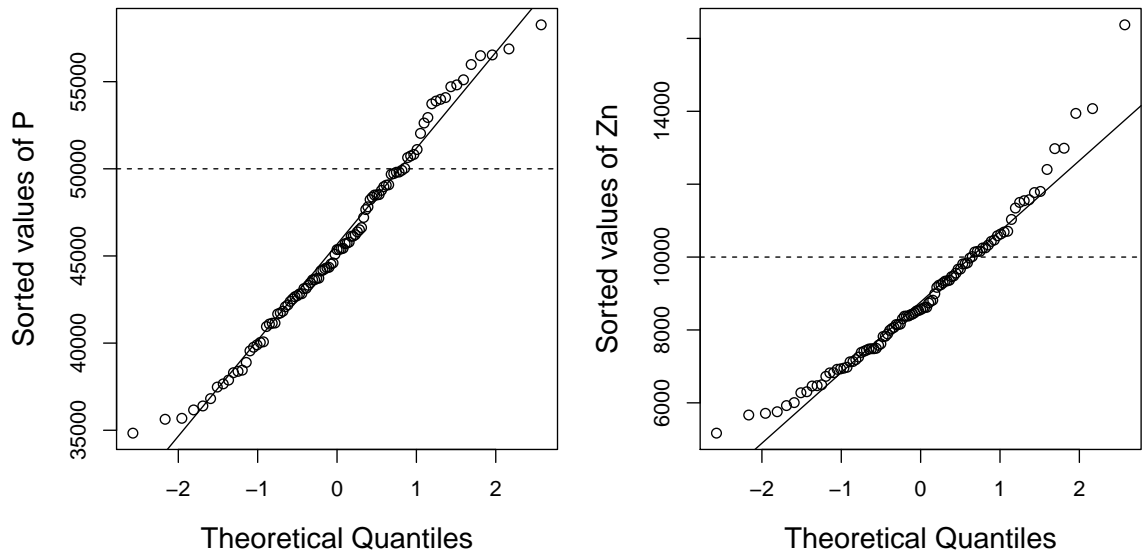 Sorted values of P
35000 40000 45000 50000 55000
−2 −1 0 1 2
Theoretical Quantiles
Sorted values of Zn
6000 8000 10000 14000
−2 −1 0 1 2
Theoretical Quantiles